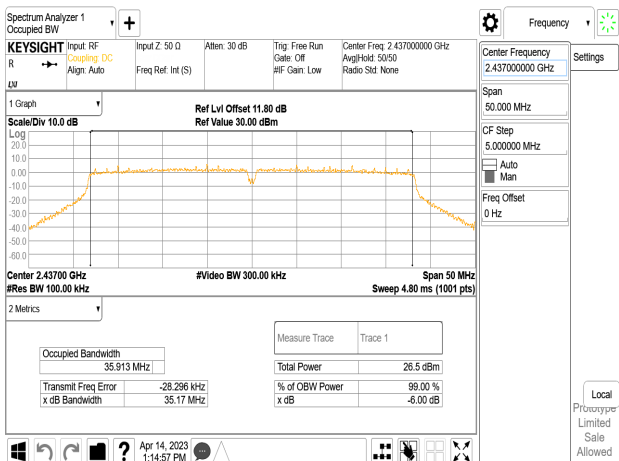 Spectrum Analyzer 1
Occupied BW
Frequency
KEYSIGHT
R
LXI
Input: RF
Coupling: DC
Align: Auto
Input Z: 50 Ω
Freq Ref: Int (S)
Atten: 30 dB
Trig: Free Run
Gate: Off
#IF Gain: Low
Center Freq: 2.437000000 GHz
Avg|Hold: 50/50
Radio Std: None
Center Frequency
2.437000000 GHz
Settings
Span
50.000 MHz
CF Step
5.000000 MHz
Auto
Man
Freq Offset
0 Hz
1 Graph
Scale/Div 10.0 dB
Ref Lvl Offset 11.80 dB
Ref Value 30.00 dBm
Log
20.0
10.0
0.00
-10.0
-20.0
-30.0
-40.0
-50.0
-60.0
Center 2.43700 GHz
#Res BW 100.00 kHz
#Video BW 300.00 kHz
Span 50 MHz
Sweep 4.80 ms (1001 pts)
2 Metrics
Measure Trace
Trace 1
Occupied Bandwidth
35.913 MHz
Total Power
26.5 dBm
Transmit Freq Error
-28.296 kHz
% of OBW Power
99.00 %
x dB Bandwidth
35.17 MHz
x dB
-6.00 dB
Local
Prototype
Limited
Sale
Allowed
?
Apr 14, 2023
1:14:57 PM